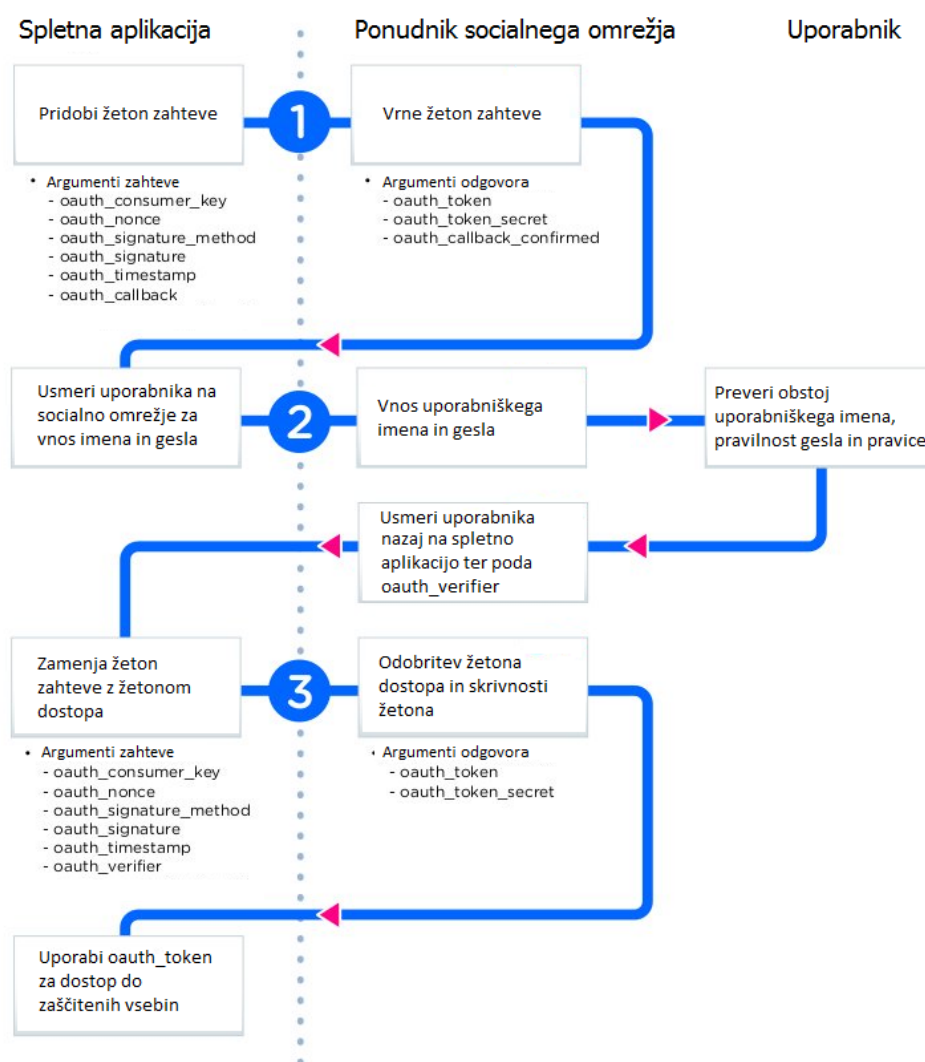 Spletna aplikacija
Ponudnik socialnega omrežja
Uporabnik
Pridobi žeton zahteve
1
Vrne žeton zahteve
• Argumenti zahteve
- oauth_consumer_key
- oauth_nonce
- oauth_signature_method
- oauth_signature
- oauth_timestamp
- oauth_callback
• Argumenti odgovora
- oauth_token
- oauth_token_secret
- oauth_callback_confirmed
Usmeri uporabnika na
socialno omrežje za
vnos imena in gesla
2
Vnos uporabniškega
imena in gesla
Preveri obstoj
uporabniškega imena,
pravilnost gesla in pravice
Usmeri uporabnika
nazaj na spletno
aplikacijo ter poda
oauth_verifier
Zamenja žeton
zahteve z žetonom
dostopa
3
Odobritev žetona
dostopa in skrivnosti
žetona
• Argumenti zahteve
- oauth_consumer_key
- oauth_nonce
- oauth_signature_method
- oauth_signature
- oauth_timestamp
- oauth_verifier
• Argumenti odgovora
- oauth_token
- oauth_token_secret
Uporabi oauth_token
za dostop do
zaščitenih vsebin